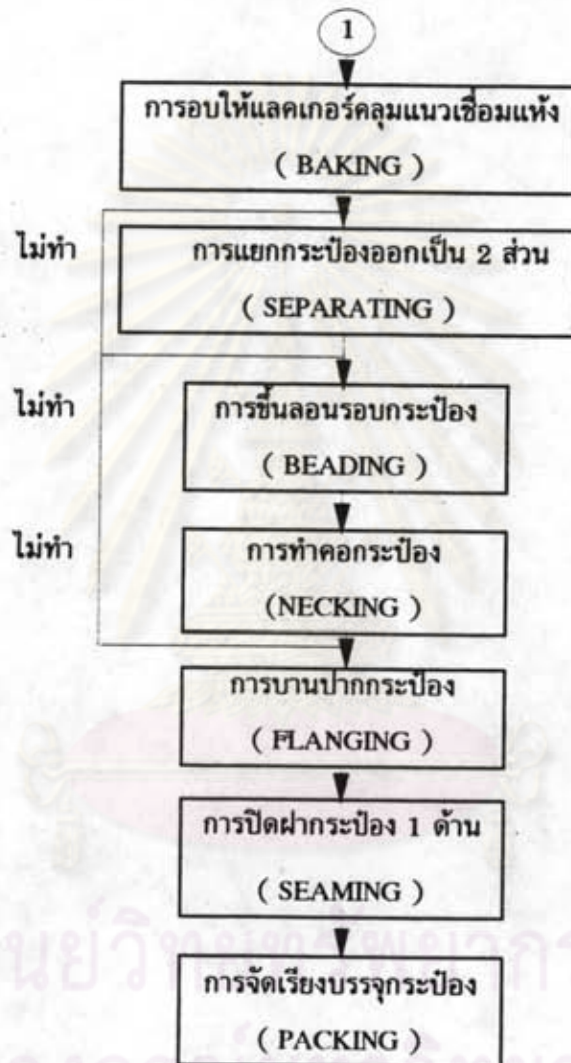 1
การอบให้แลคเกอร์คลุมแนวเชื่อมแห้ง
( BAKING )
ไม่ทำ
การแยกกระป๋องออกเป็น 2 ส่วน
( SEPARATING )
ไม่ทำ
การขึ้นลอนรอบกระป๋อง
( BEADING )
ไม่ทำ
การทำคอกระป๋อง
(NECKING )
การบานปากกระป๋อง
( FLANGING )
การปิดฝากระป๋อง 1 ด้าน
( SEAMING )
การจัดเรียงบรรจุกระป๋อง
( PACKING )